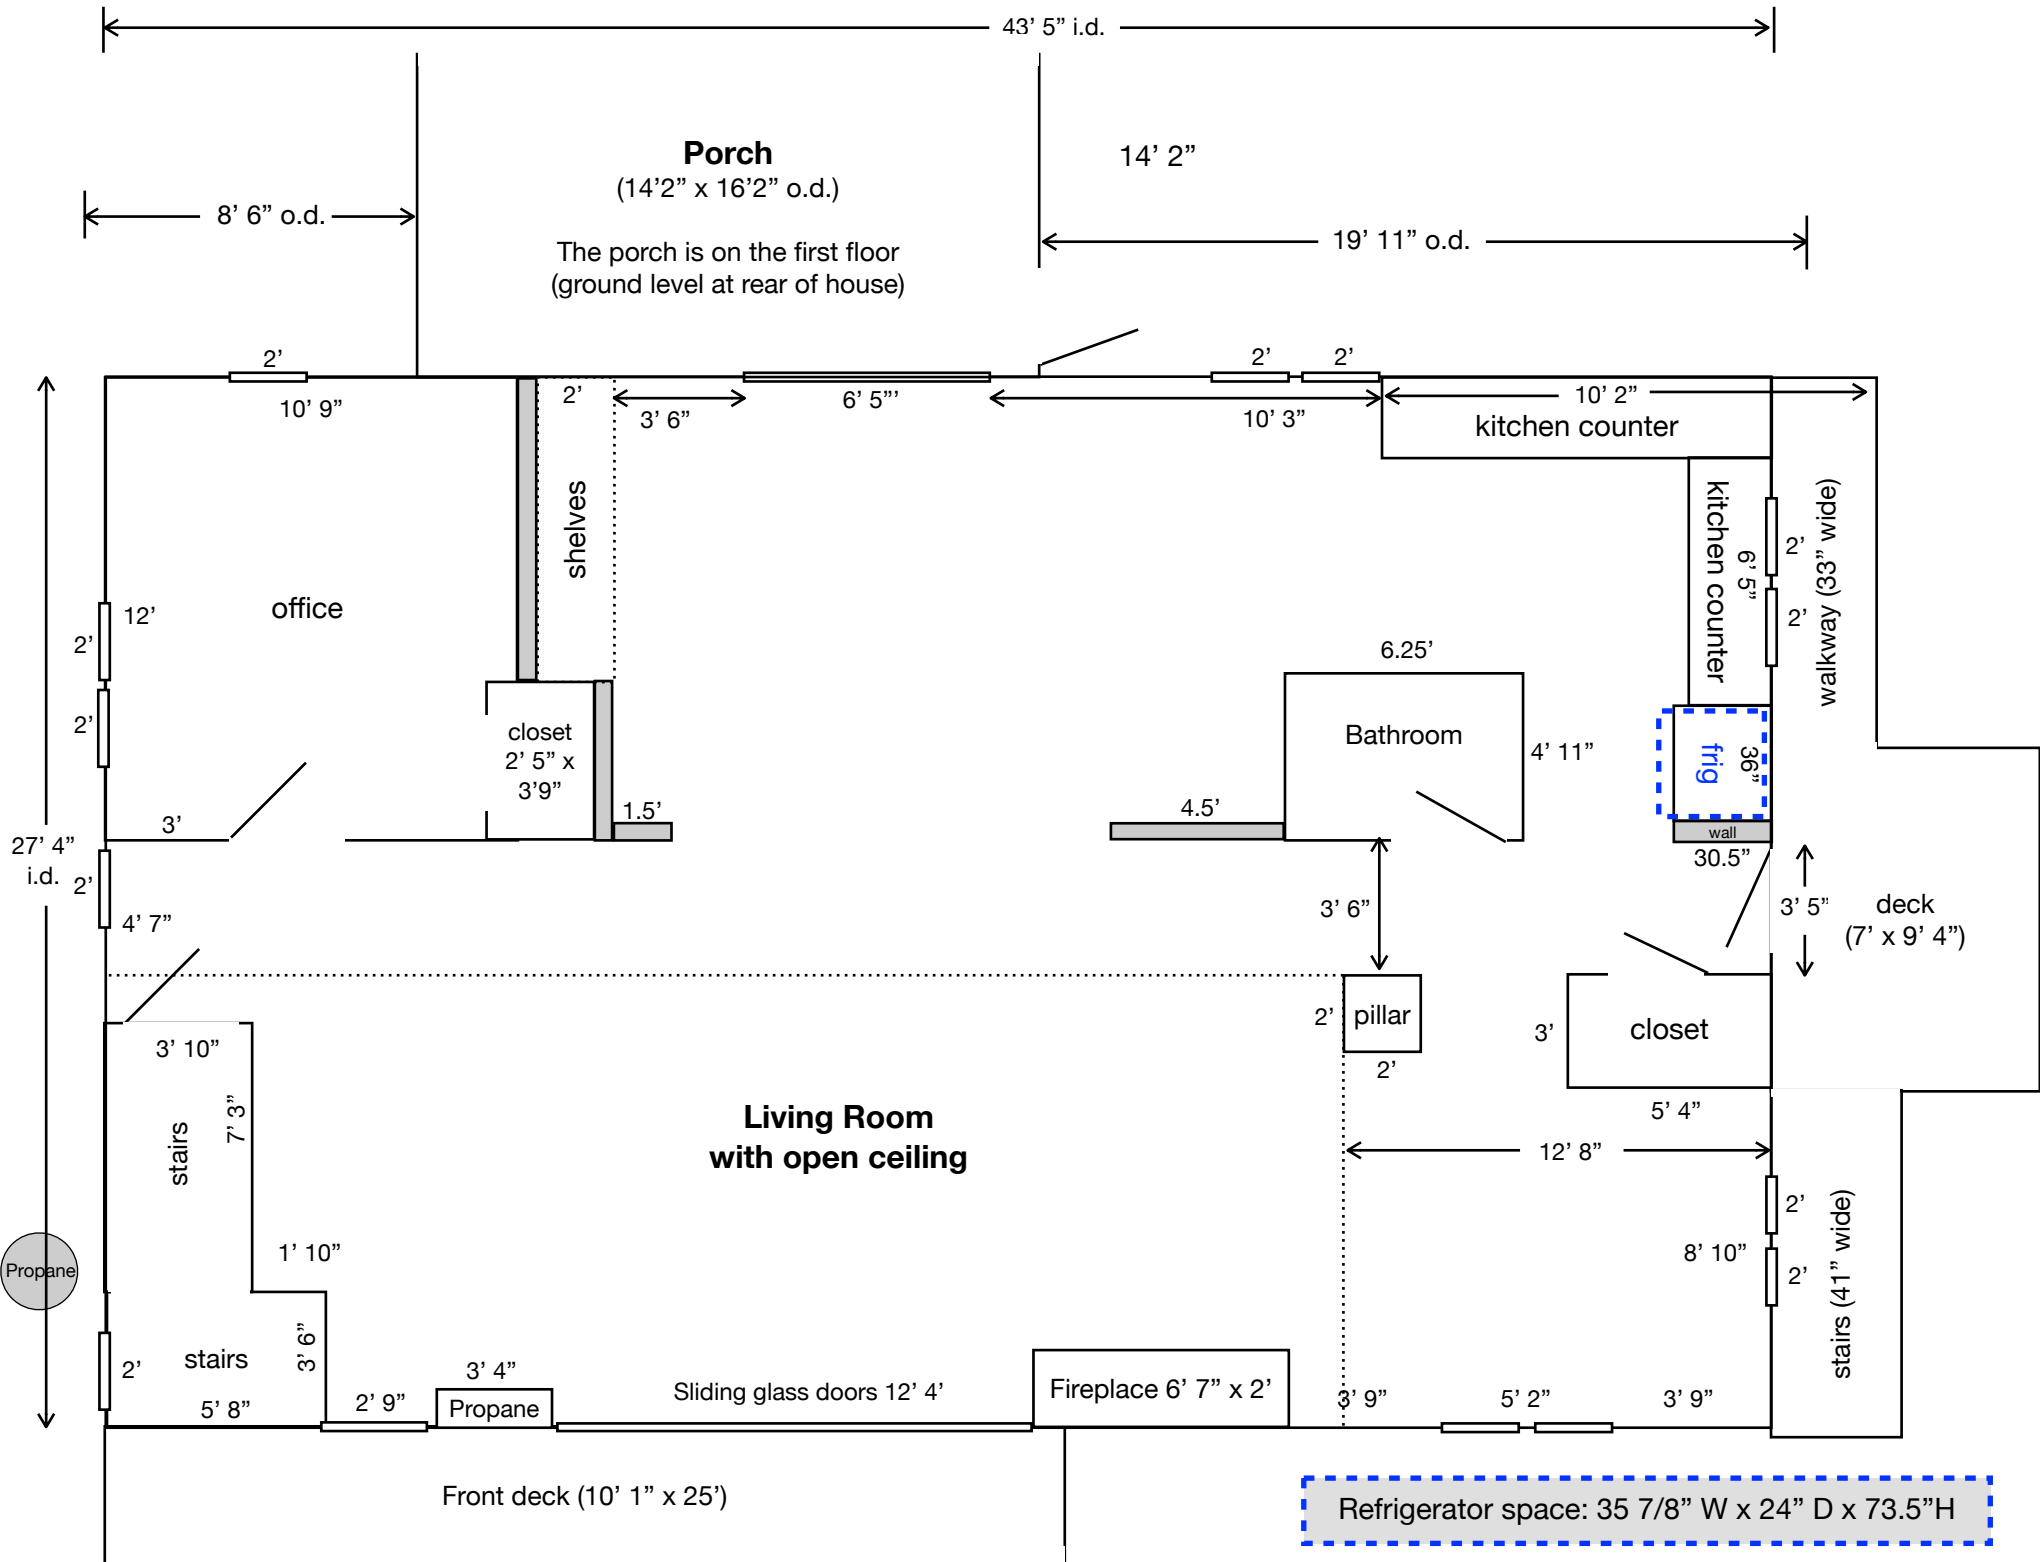 43’ 5” i.d.
Porch
(14’2” x 16’2” o.d.)
14’ 2”
8’ 6” o.d.
19’ 11” o.d.
The porch is on the first floor
(ground level at rear of house)
2’
2’
2’
10’ 9”
2’
3’ 6”
6’ 5”’
10’ 3”
10’ 2”
kitchen counter
shelves
kitchen counter
6’ 5”
2’
2’
walkway (33” wide)
office
12’
2’
2’
closet
2’ 5” x
3’9”
1.5’
6.25’
Bathroom
4’ 11”
4.5’
frig
36”
wall
30.5”
3’
27’ 4”
i.d.
2’
4’ 7”
3’ 6”
3’ 5”
deck
(7’ x 9’ 4”)
2’
pillar
2’
3’
closet
5’ 4”
3’ 10”
stairs
7’ 3”
Living Room
with open ceiling
12’ 8”
1’ 10”
Propane
2’
8’ 10”
2’
stairs (41” wide)
2’
stairs
3’ 6”
5’ 8”
2’ 9”
3’ 4”
Propane
Sliding glass doors 12’ 4’
Fireplace 6’ 7” x 2’
3’ 9”
5’ 2”
3’ 9”
Front deck (10’ 1” x 25’)
Refrigerator space: 35 7/8” W x 24” D x 73.5”H